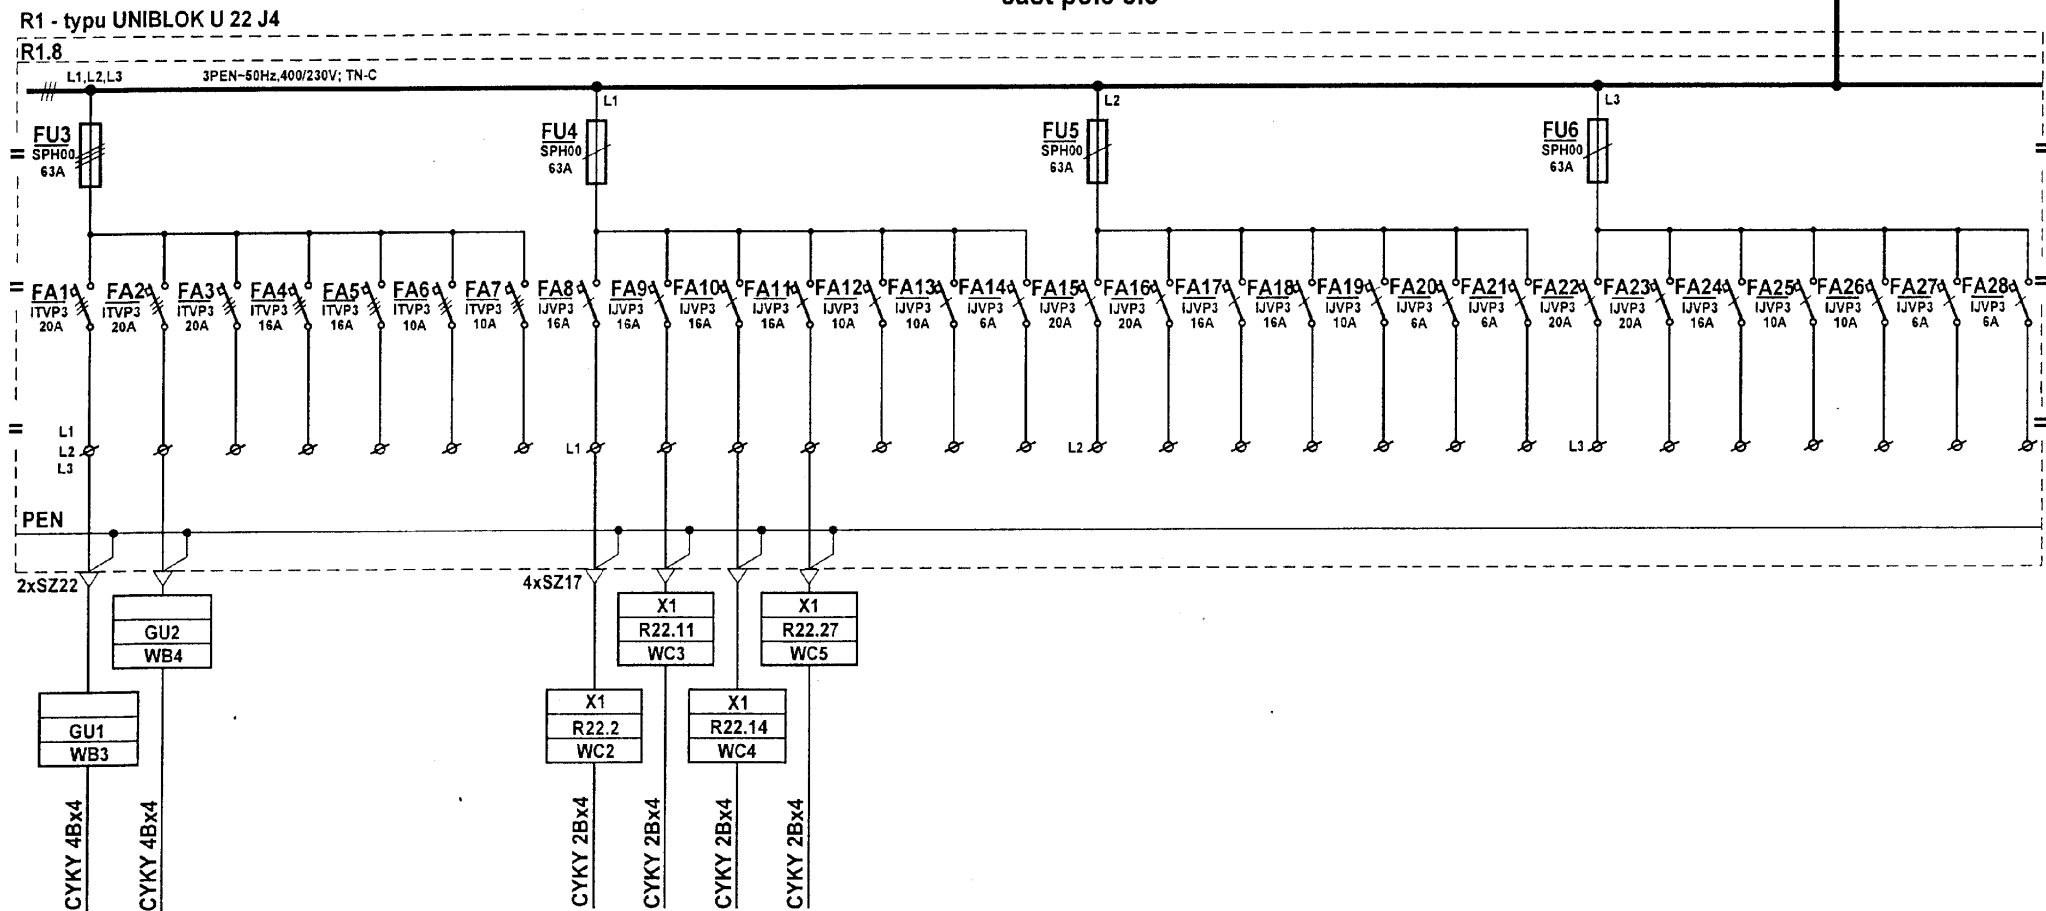 R1 - typu UNIBLOK U 22 J4
R1.8
L1,L2,L3
3PEN~50Hz,400/230V; TN-C
L1
L2
L3
FU3
SPH00
63A
FU4
SPH00
63A
FU5
SPH00
63A
FU6
SPH00
63A
FA1
ITVP3
20A
FA2
ITVP3
20A
FA3
ITVP3
20A
FA4
ITVP3
16A
FA5
ITVP3
16A
FA6
ITVP3
10A
FA7
ITVP3
10A
FA8
IJVP3
16A
FA9
IJVP3
16A
FA10
IJVP3
16A
FA11
IJVP3
16A
FA12
IJVP3
10A
FA13
IJVP3
10A
FA14
IJVP3
6A
FA15
IJVP3
20A
FA16
IJVP3
20A
FA17
IJVP3
16A
FA18
IJVP3
16A
FA19
IJVP3
10A
FA20
IJVP3
6A
FA21
IJVP3
6A
FA22
IJVP3
20A
FA23
IJVP3
20A
FA24
IJVP3
16A
FA25
IJVP3
10A
FA26
IJVP3
10A
FA27
IJVP3
6A
FA28
IJVP3
6A
L1
L2
L3
L1
L2
L3
PEN
2xSZ22
4xSZ17
GU2
WB4
X1
R22.11
WC3
X1
R22.27
WC5
GU1
WB3
X1
R22.2
WC2
X1
R22.14
WC4
CYKY 4Bx4
CYKY 4Bx4
CYKY 2Bx4
CYKY 2Bx4
CYKY 2Bx4
CYKY 2Bx4